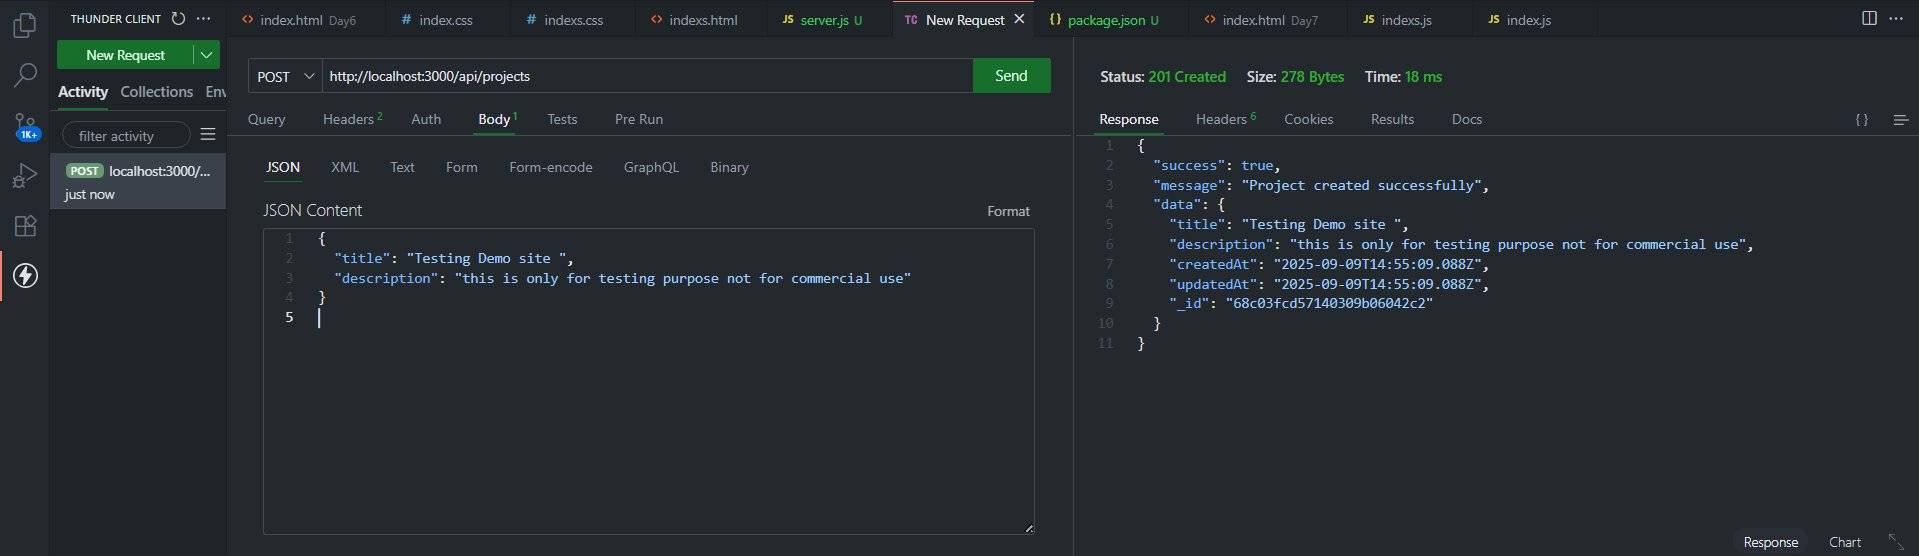 THUNDER CLIENT
New Request
Activity Collections Env
filter activity
POST localhost:3000/...
just now
1K+
<> index.html Day6 # index.css # indexs.css <> indexs.html JS server.js U TC New Request × {} package.json U <> index.html Day7 JS indexs.js JS index.js
POST http://localhost:3000/api/projects Send
Query Headers 2 Auth Body 1 Tests Pre Run
JSON XML Text Form Form-encode GraphQL Binary
JSON Content Format
1 {
2 "title": "Testing Demo site ",
3 "description": "this is only for testing purpose not for commercial use"
4 }
5
Status: 201 Created Size: 278 Bytes Time: 18 ms
Response Headers 6 Cookies Results Docs {}
1 {
2 "success": true,
3 "message": "Project created successfully",
4 "data": {
5 "title": "Testing Demo site ",
6 "description": "this is only for testing purpose not for commercial use",
7 "createdAt": "2025-09-09T14:55:09.088Z",
8 "updatedAt": "2025-09-09T14:55:09.088Z",
9 "_id": "68c03fcd57140309b06042c2"
10 }
11 }
Response Chart